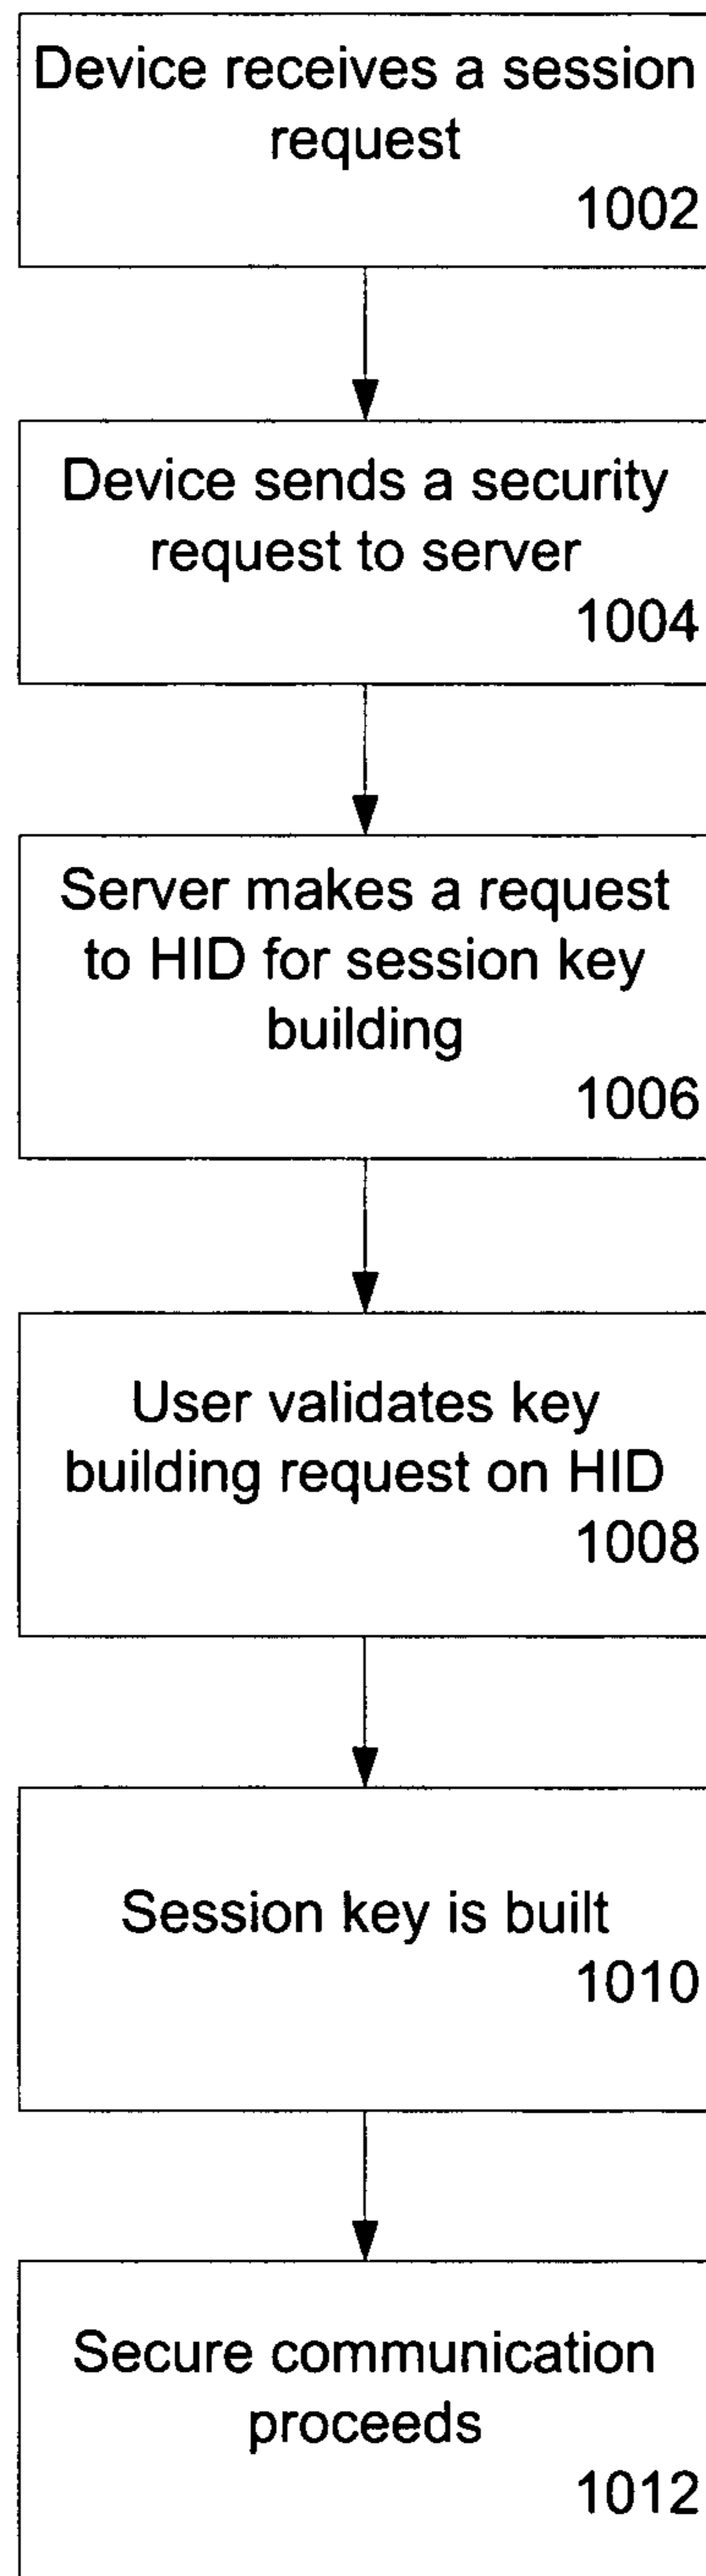 Device receives a session
request
1002
Device sends a security
request to server
1004
Server makes a request
to HID for session key
building
1006
User validates key
building request on HID
1008
Session key is built
1010
Secure communication
proceeds
1012